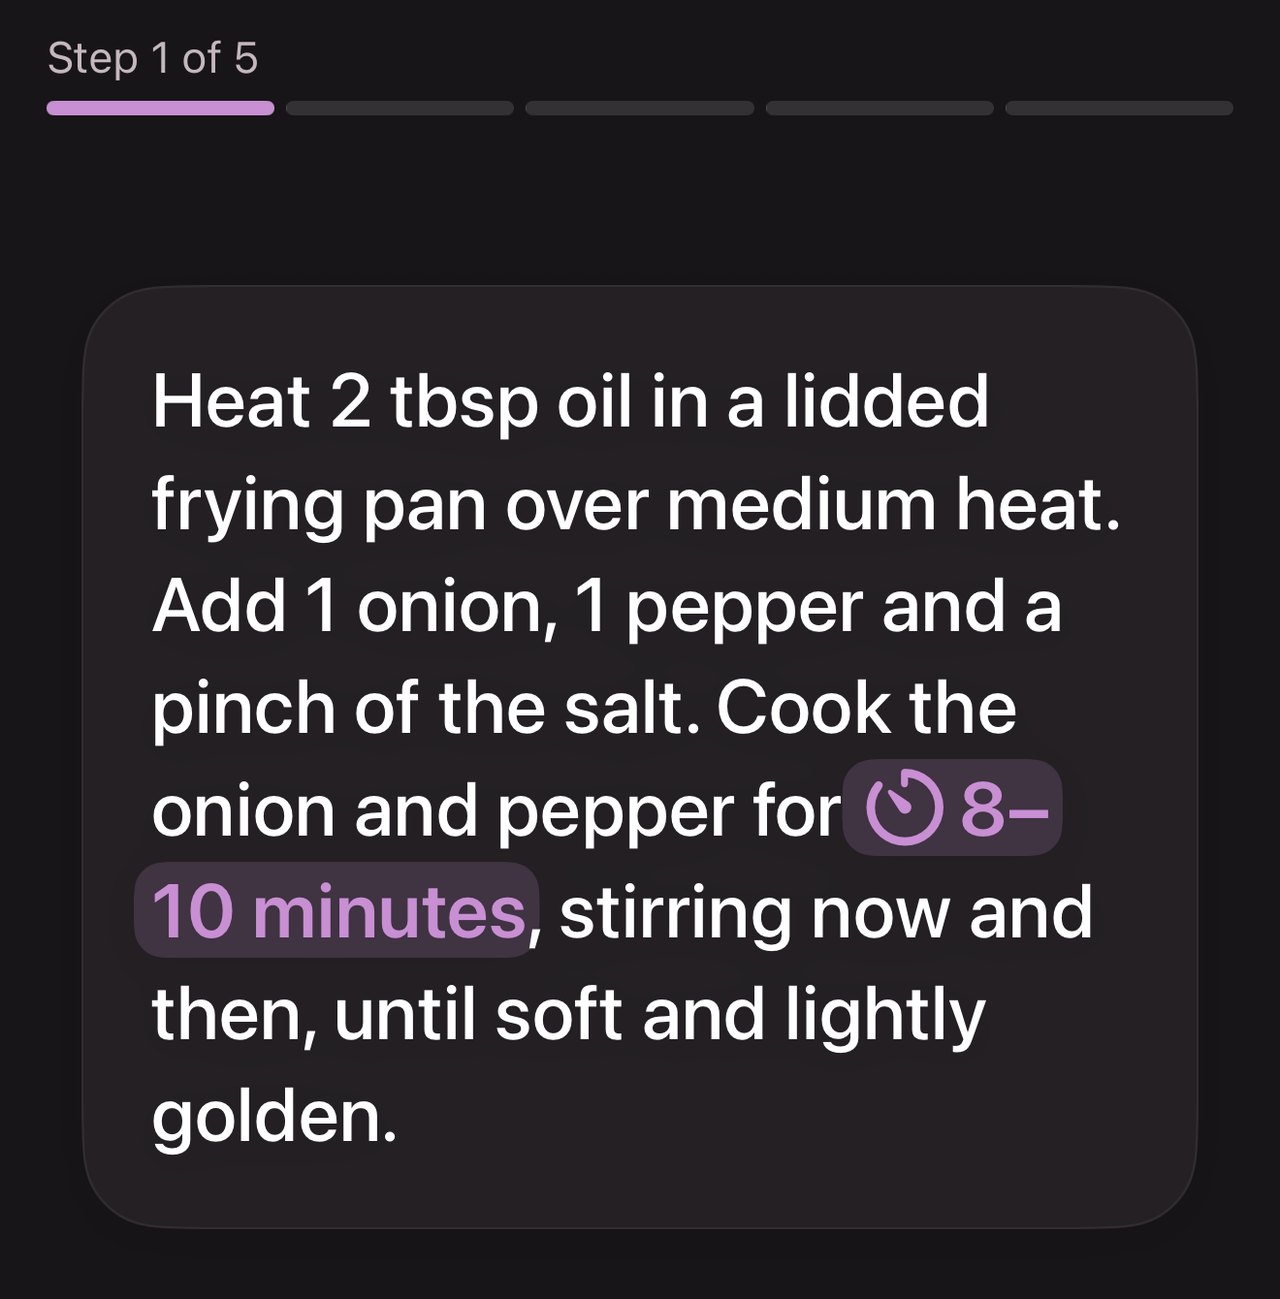 Step 1 of 5
Heat 2 tbsp oil in a lidded
frying pan over medium heat.
Add 1 onion, 1 pepper and a
pinch of the salt. Cook the
onion and pepper for 8–
10 minutes, stirring now and
then, until soft and lightly
golden.